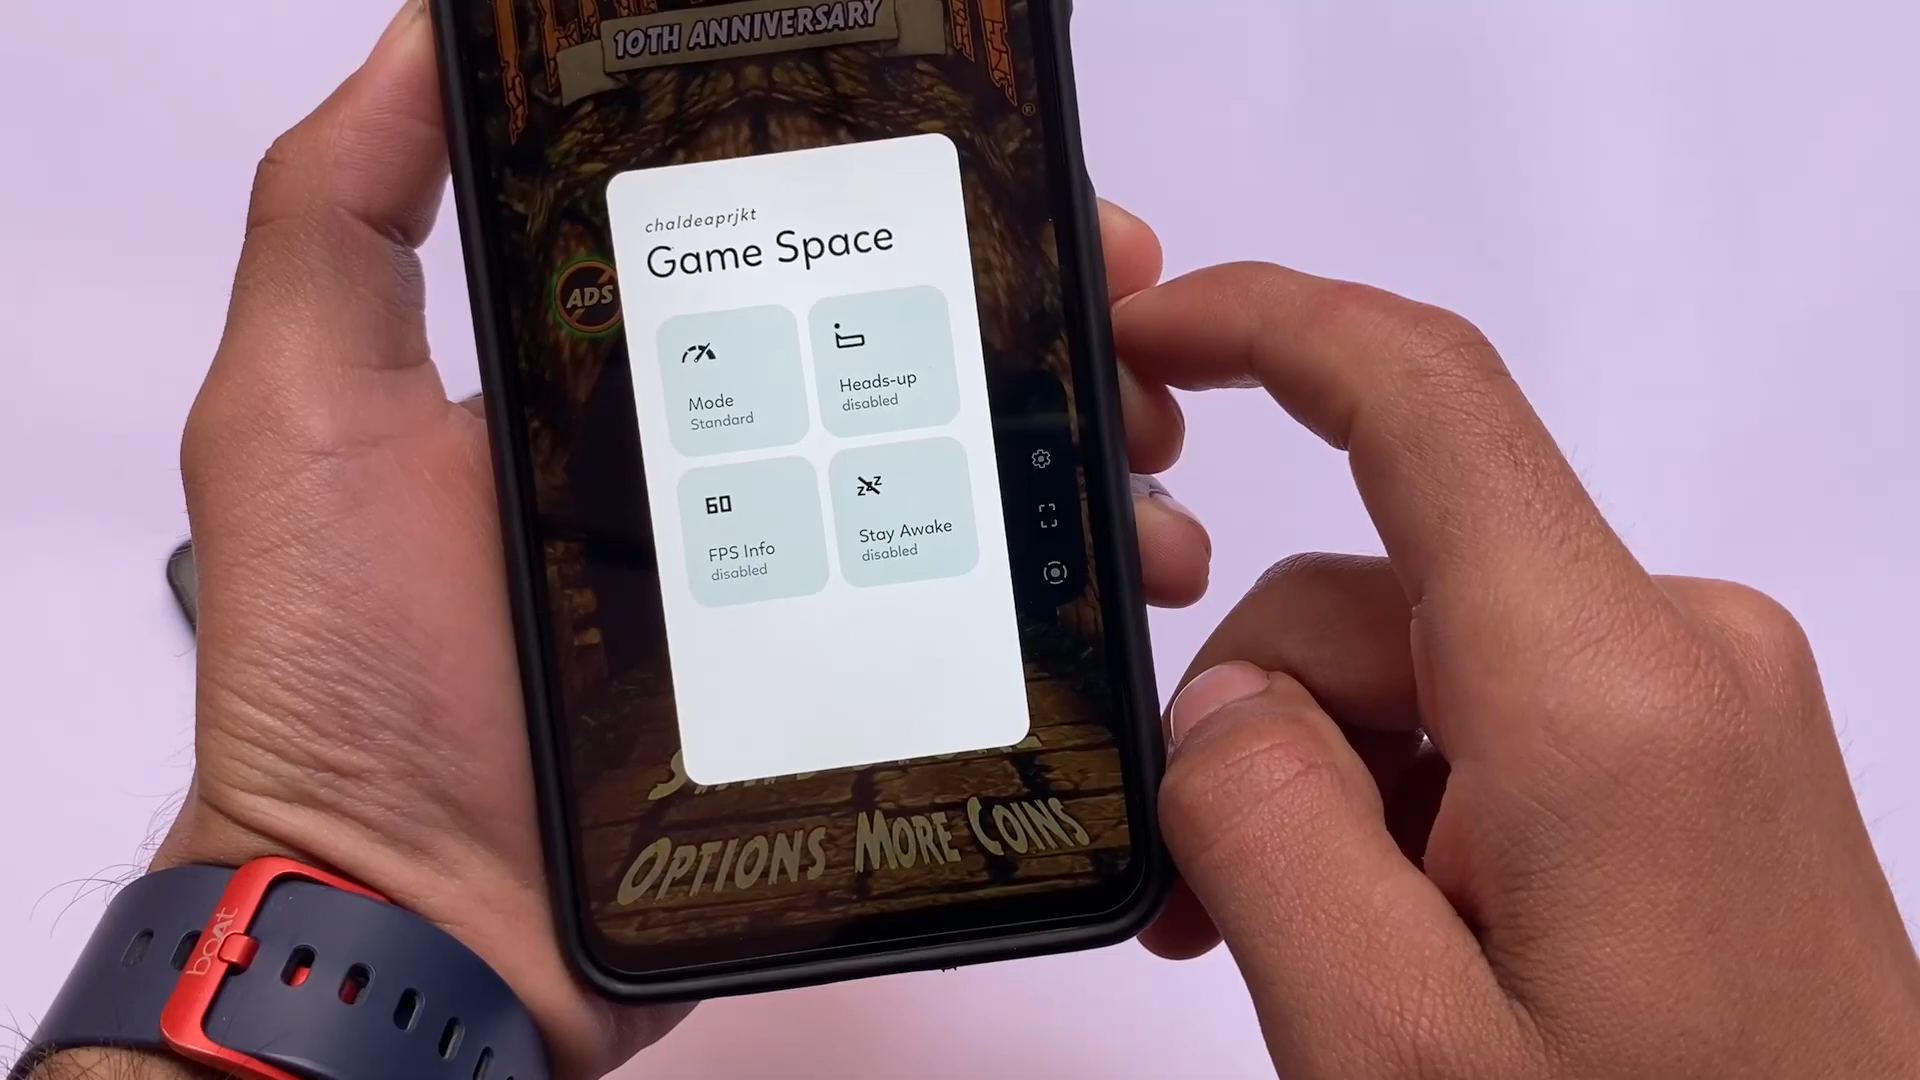 10TH ANNIVERSARY
®
chaldeaprjkt
Game Space
ADS
Mode
Standard
Heads-up
disabled
60
FPS Info
disabled
zzz
Stay Awake
disabled
OPTIONS MORE COINS
boAt